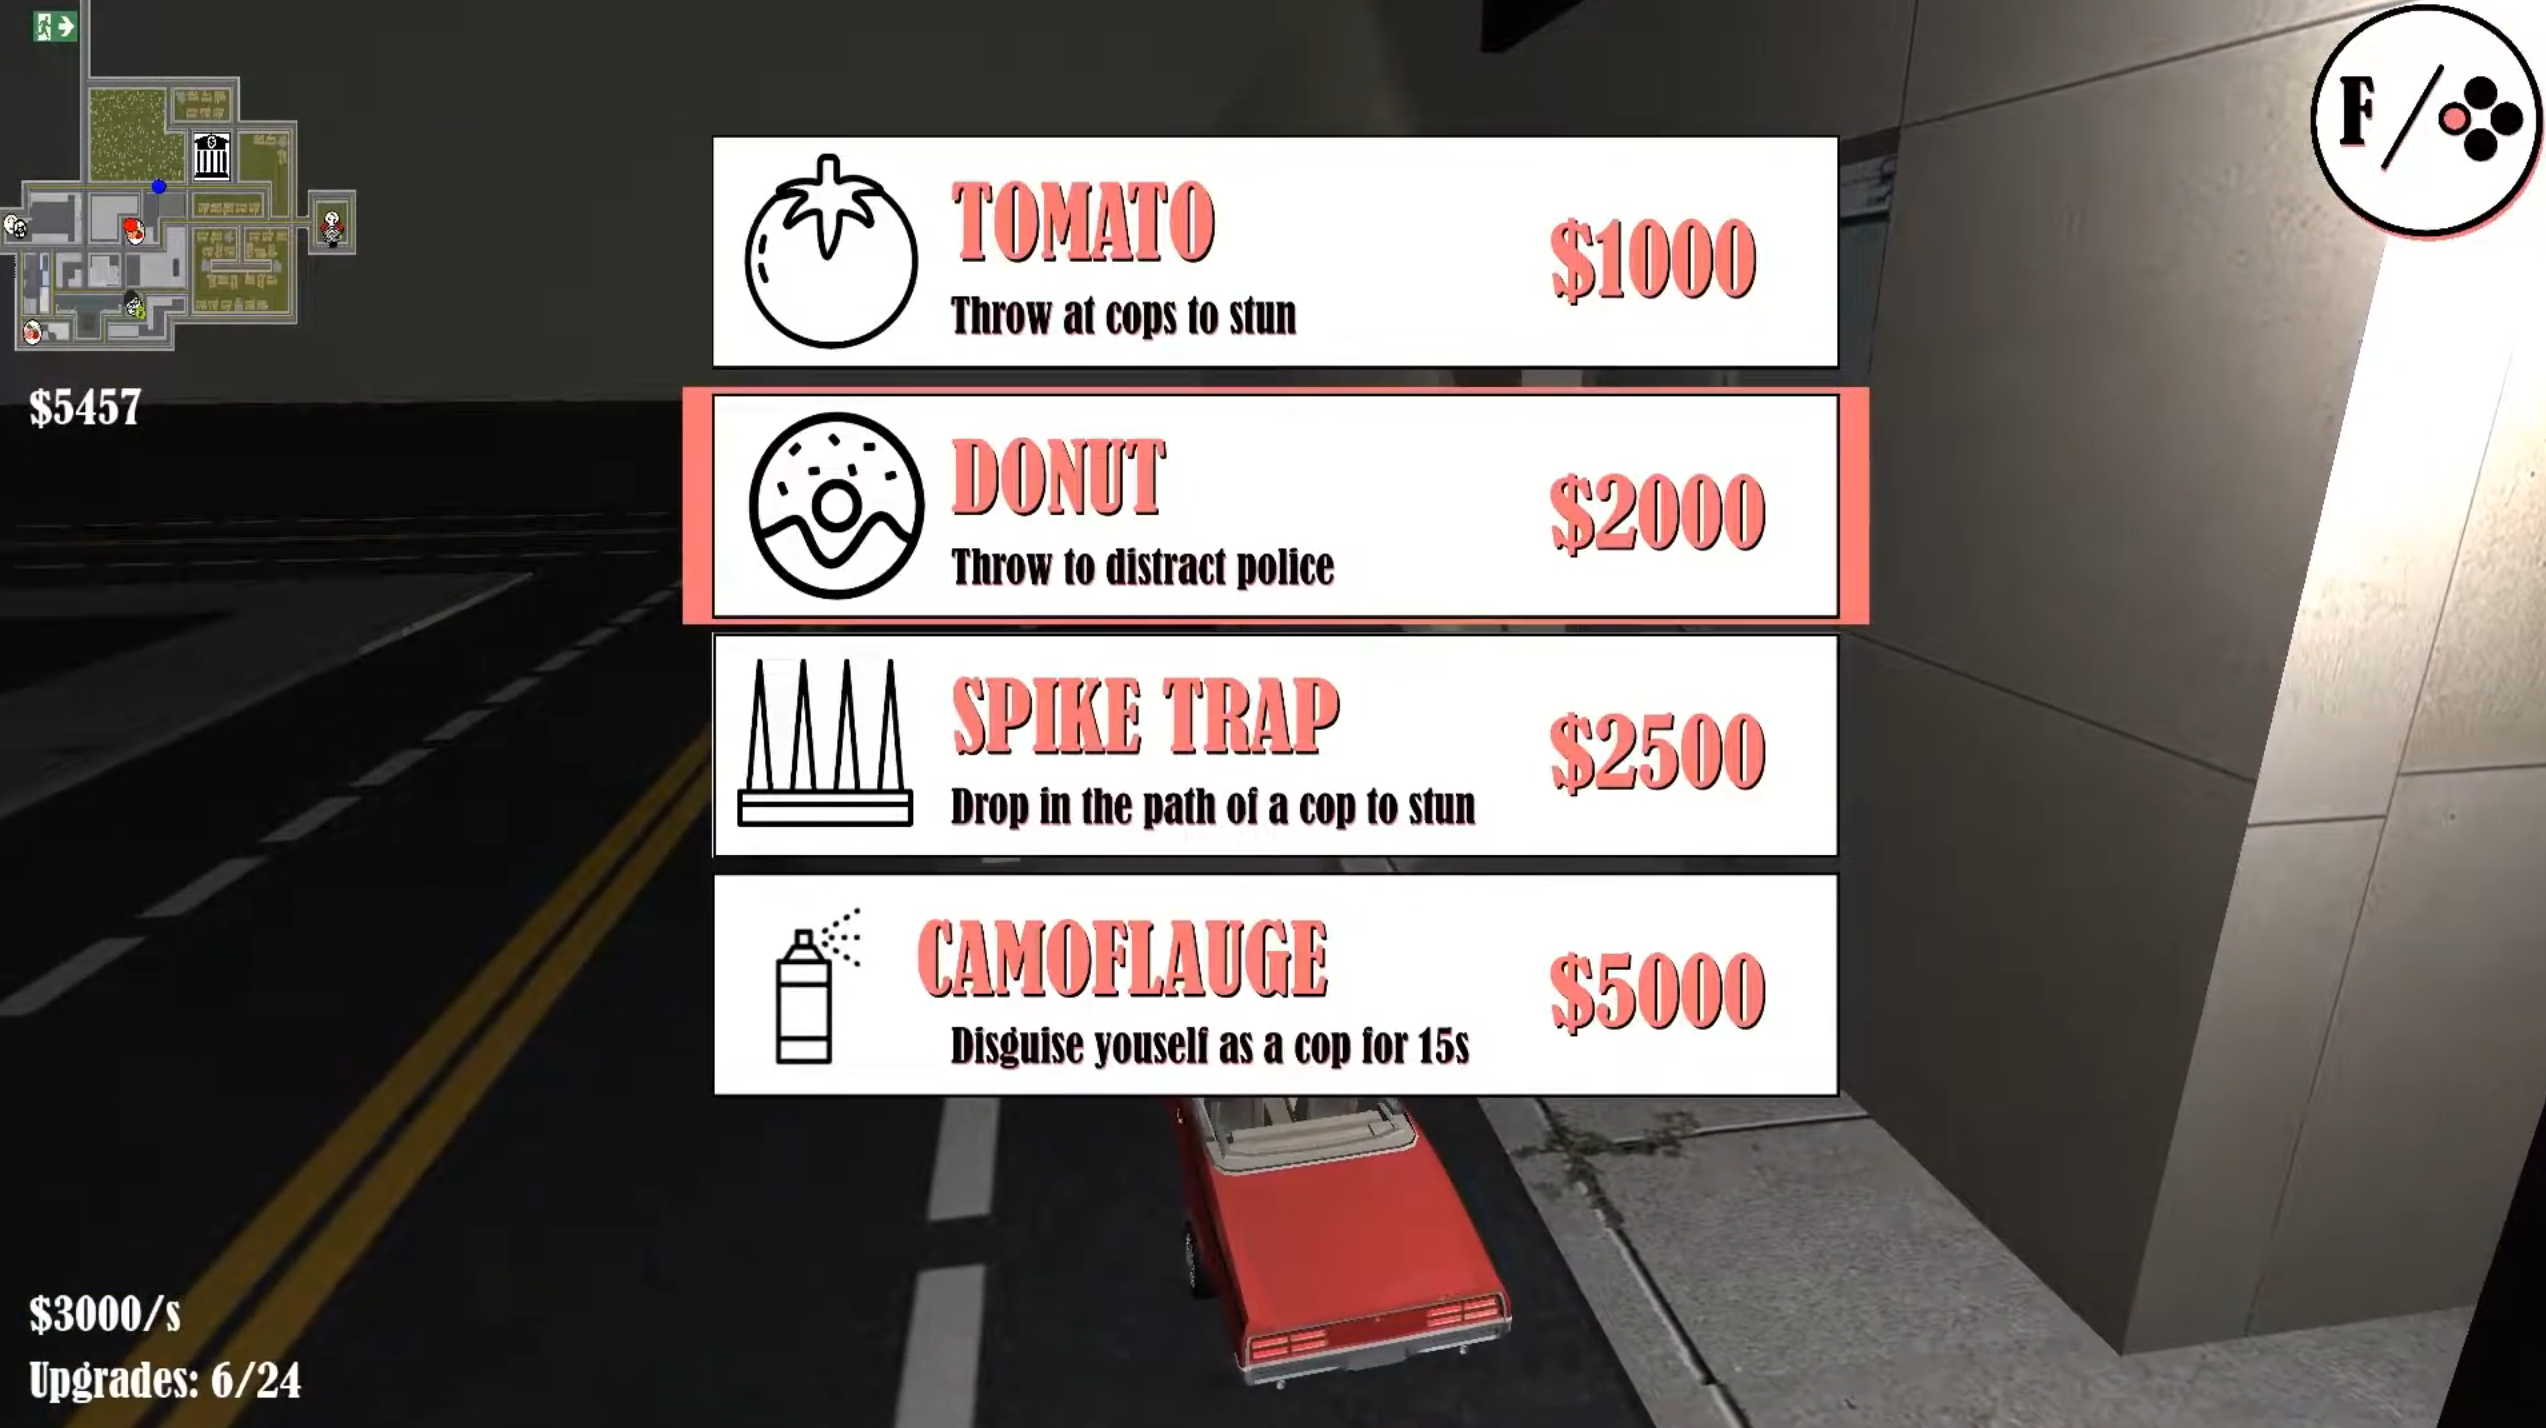 F/
$5457
TOMATO
Throw at cops to stun
$1000
DONUT
Throw to distract police
$2000
SPIKE TRAP
Drop in the path of a cop to stun
$2500
CAMOFLAUGE
Disguise youself as a cop for 15s
$5000
$3000/s
Upgrades: 6/24